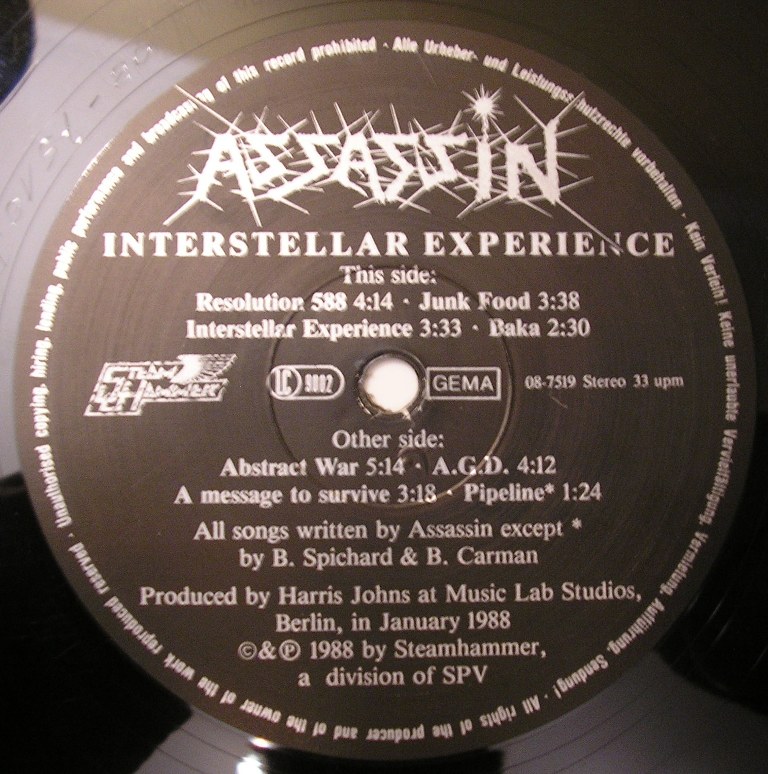 ASSASSIN
INTERSTELLAR EXPERIENCE
This side:
Resolution 588 4:14 · Junk Food 3:38
Interstellar Experience 3:33 · Baka 2:30
STEAM HAMMER
LC 9002
GEMA
08-7519 Stereo 33 upm
Other side:
Abstract War 5:14 · A.G.D. 4:12
A message to survive 3:18 · Pipeline* 1:24
All songs written by Assassin except *
by B. Spichard & B. Carman
Produced by Harris Johns at Music Lab Studios,
Berlin, in January 1988
©&℗ 1988 by Steamhammer,
a division of SPV
Alle Urheber- und Leistungsschutzrechte vorbehalten · Kein Verleih! Keine unerlaubte Vervielfältigung, Vermietung, Aufführung, Sendung! · All rights of the producer and of the owner of the work reproduced reserved · Unauthorised copying, hiring, lending, public performance and broadcasting of this record prohibited ·